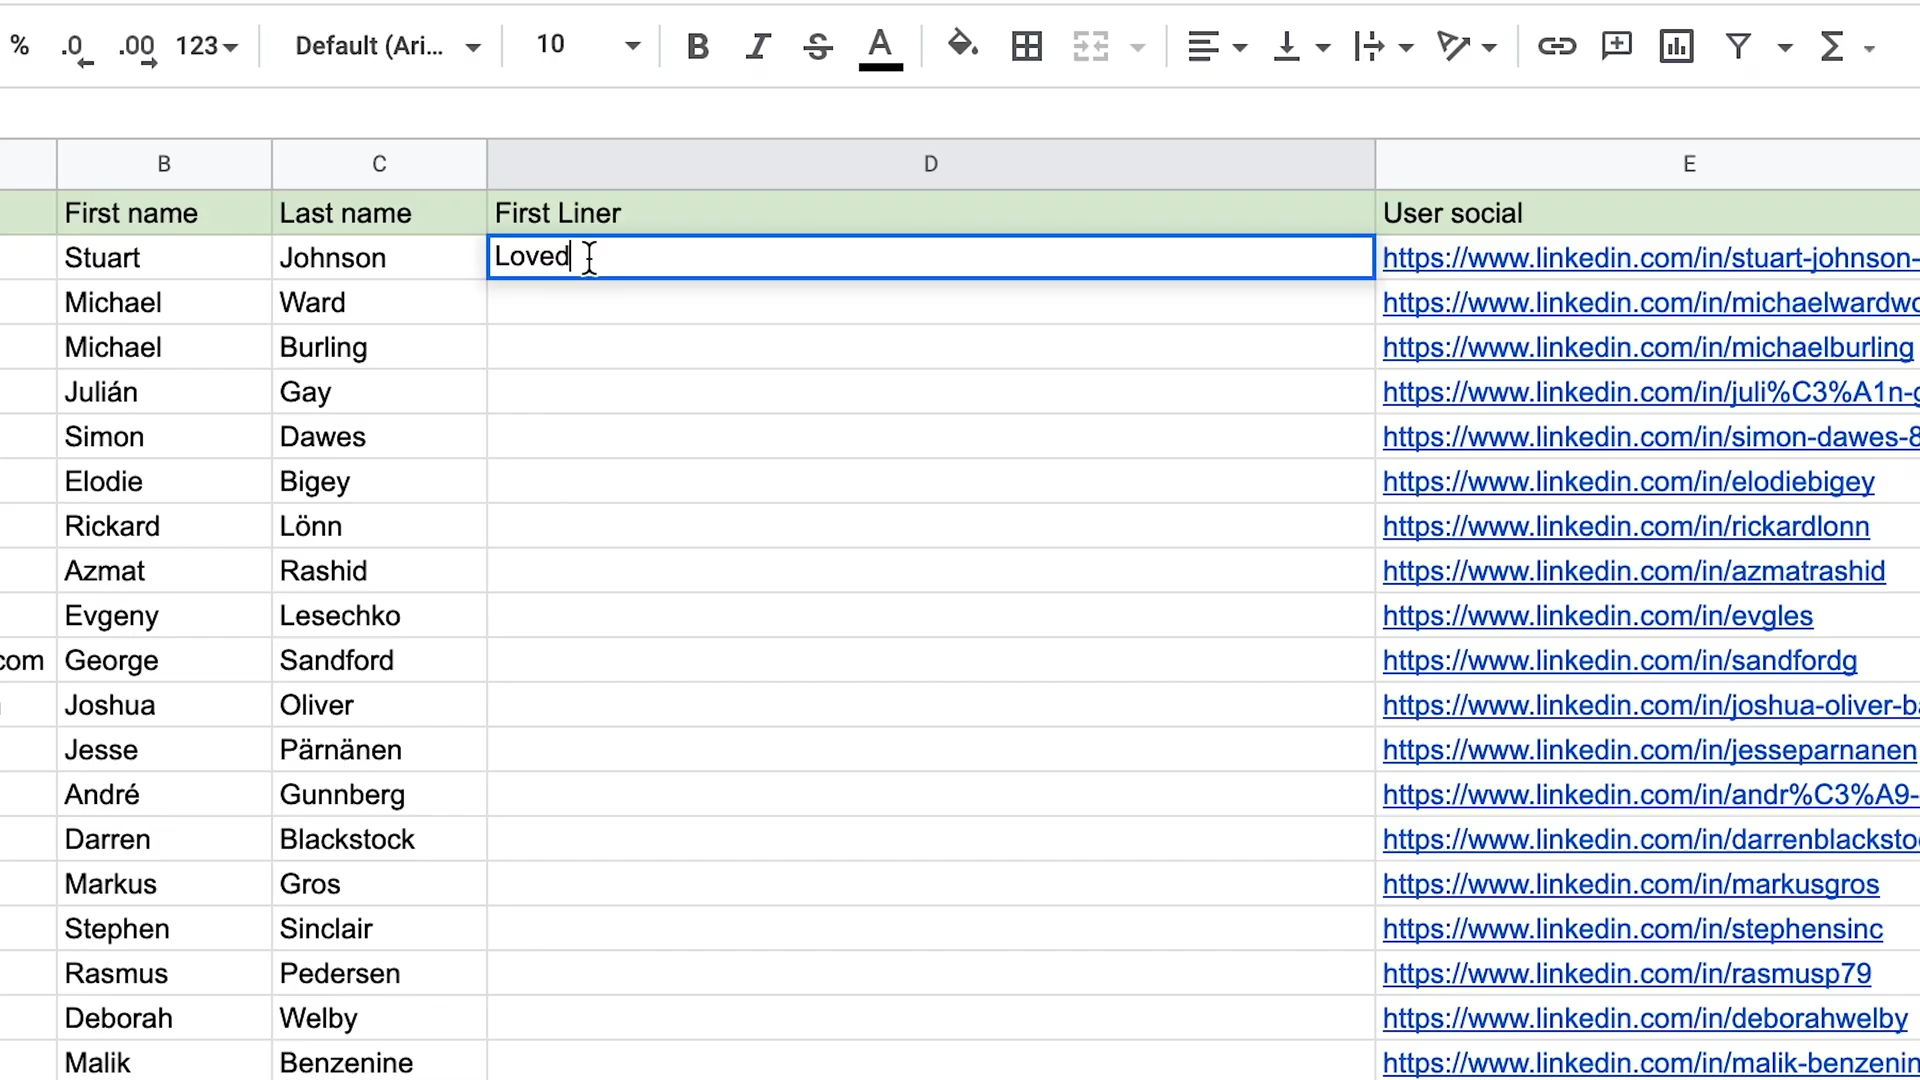 % .0 .00 123 Default (Ari... 10 B I S A
B C D E
First name Last name First Liner User social
Stuart Johnson Loved https://www.linkedin.com/in/stuart-johnson-
Michael Ward https://www.linkedin.com/in/michaelwardwo
Michael Burling https://www.linkedin.com/in/michaelburling
Julián Gay https://www.linkedin.com/in/juli%C3%A1n-g
Simon Dawes https://www.linkedin.com/in/simon-dawes-8
Elodie Bigey https://www.linkedin.com/in/elodiebigey
Rickard Lönn https://www.linkedin.com/in/rickardlonn
Azmat Rashid https://www.linkedin.com/in/azmatrashid
Evgeny Lesechko https://www.linkedin.com/in/evgles
com George Sandford https://www.linkedin.com/in/sandfordg
Joshua Oliver https://www.linkedin.com/in/joshua-oliver-ba
Jesse Pärnänen https://www.linkedin.com/in/jesseparnanen
André Gunnberg https://www.linkedin.com/in/andr%C3%A9-
Darren Blackstock https://www.linkedin.com/in/darrenblackstoc
Markus Gros https://www.linkedin.com/in/markusgros
Stephen Sinclair https://www.linkedin.com/in/stephensinc
Rasmus Pedersen https://www.linkedin.com/in/rasmusp79
Deborah Welby https://www.linkedin.com/in/deborahwelby
Malik Benzenine https://www.linkedin.com/in/malik-benzenin